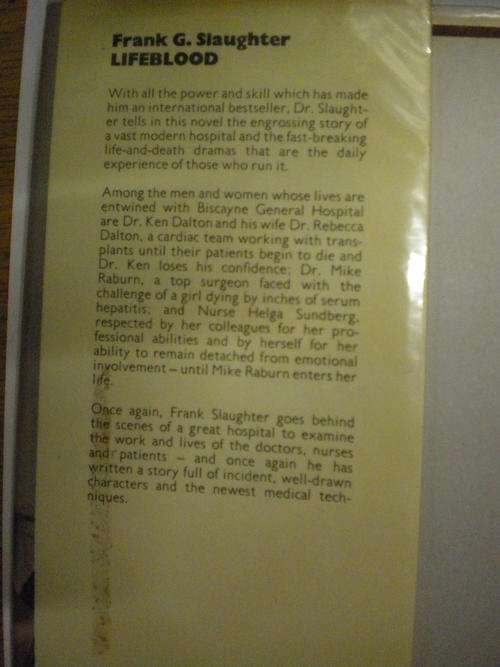 Frank G. Slaughter
LIFEBLOOD
With all the power and skill which has made
him an international bestseller, Dr. Slaught-
er tells in this novel the engrossing story of
a vast modern hospital and the fast-breaking
life-and-death dramas that are the daily
experience of those who run it.
Among the men and women whose lives are
entwined with Biscayne General Hospital
are Dr. Ken Dalton and his wife Dr. Rebecca
Dalton, a cardiac team working with trans-
plants until their patients begin to die and
Dr. Ken loses his confidence; Dr. Mike
Raburn, a top surgeon faced with the
challenge of a girl dying by inches of serum
hepatitis; and Nurse Helga Sundberg,
respected by her colleagues for her pro-
fessional abilities and by herself for her
ability to remain detached from emotional
involvement – until Mike Raburn enters her
life.
Once again, Frank Slaughter goes behind
the scenes of a great hospital to examine
the work and lives of the doctors, nurses
and patients – and once again he has
written a story full of incident, well-drawn
characters and the newest medical tech-
niques.